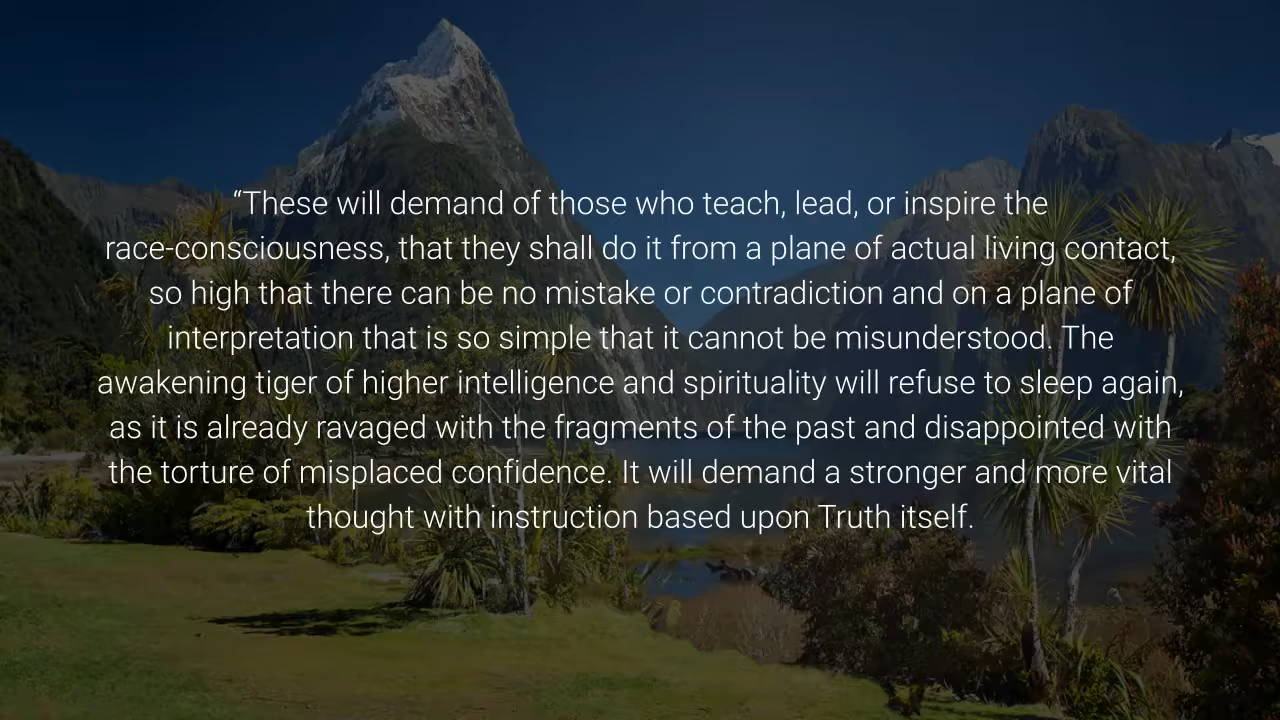 “These will demand of those who teach, lead, or inspire the
race-consciousness, that they shall do it from a plane of actual living contact,
so high that there can be no mistake or contradiction and on a plane of
interpretation that is so simple that it cannot be misunderstood. The
awakening tiger of higher intelligence and spirituality will refuse to sleep again,
as it is already ravaged with the fragments of the past and disappointed with
the torture of misplaced confidence. It will demand a stronger and more vital
thought with instruction based upon Truth itself.